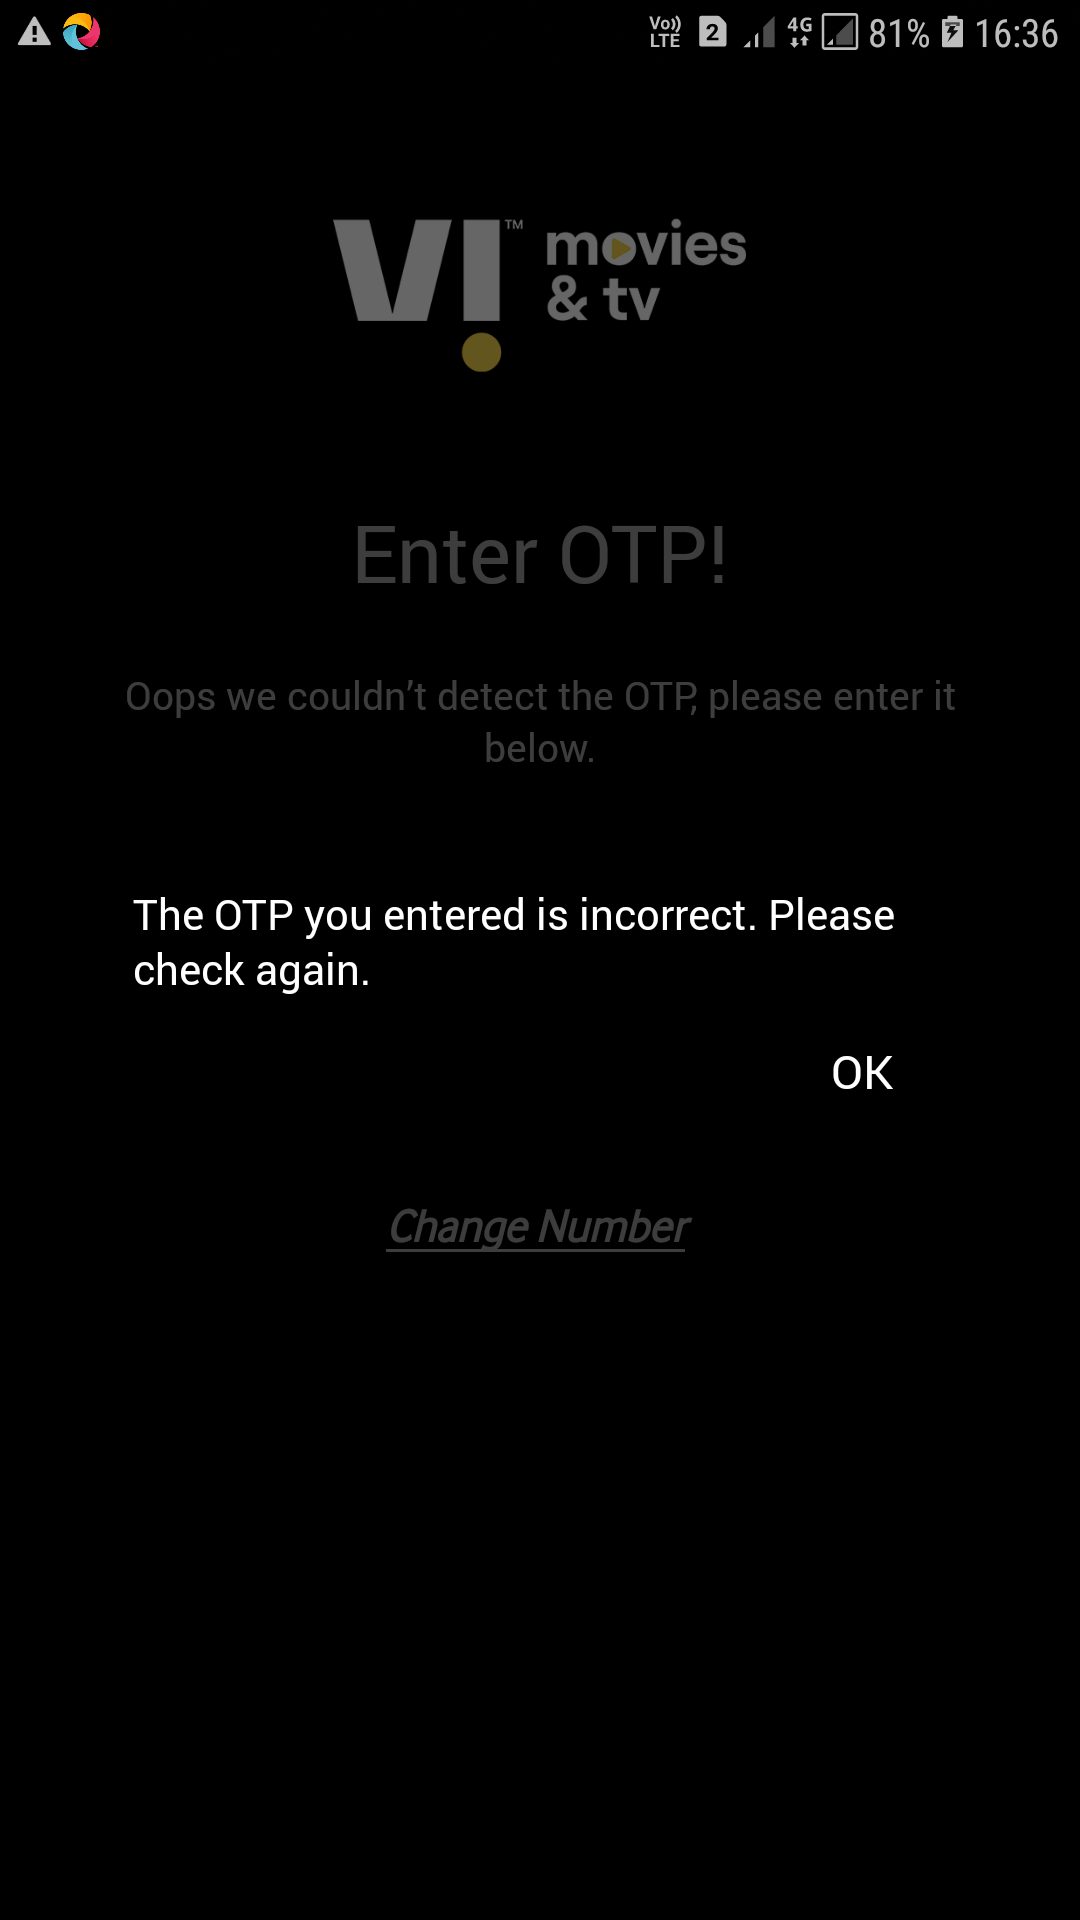 Vo)) LTE 2 4G 81% 16:36
VI™ movies & tv
Enter OTP!
Oops we couldn't detect the OTP, please enter it
below.
The OTP you entered is incorrect. Please
check again.
OK
Change Number